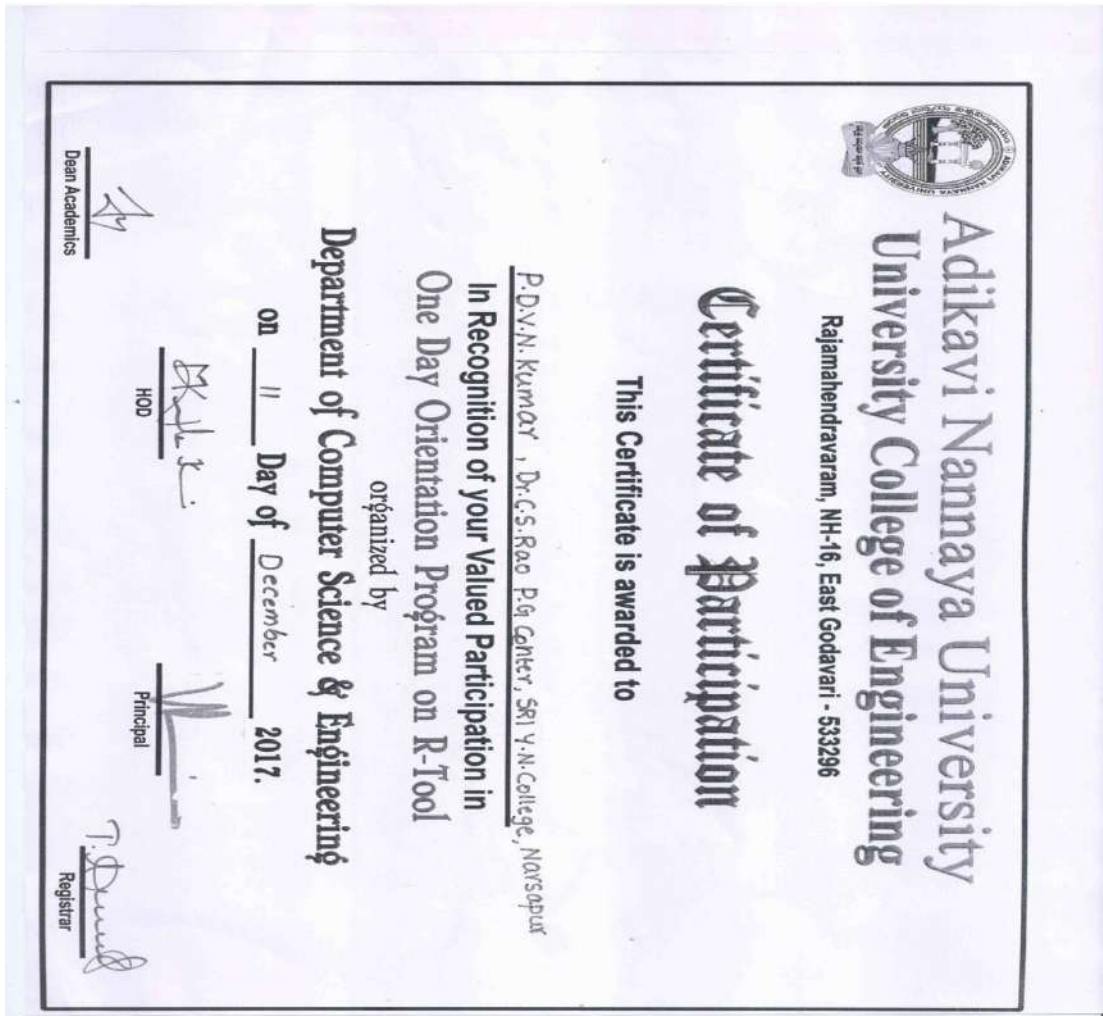 Adikavi Nannaya University
University College of Engineering
Rajamahendravaram, NH-16, East Godavari - 533296
Certificate of Participation
This Certificate is awarded to
P.D.V.N. Kumar, Dr.C.S.Rao P.G Center, SRI Y.N.College, Narsapur
In Recognition of your Valued Participation in
One Day Orientation Program on R-Tool
organized by
Department of Computer Science & Engineering
on 11 Day of December 2017.
Dean Academics
HOD
Principal
Registrar